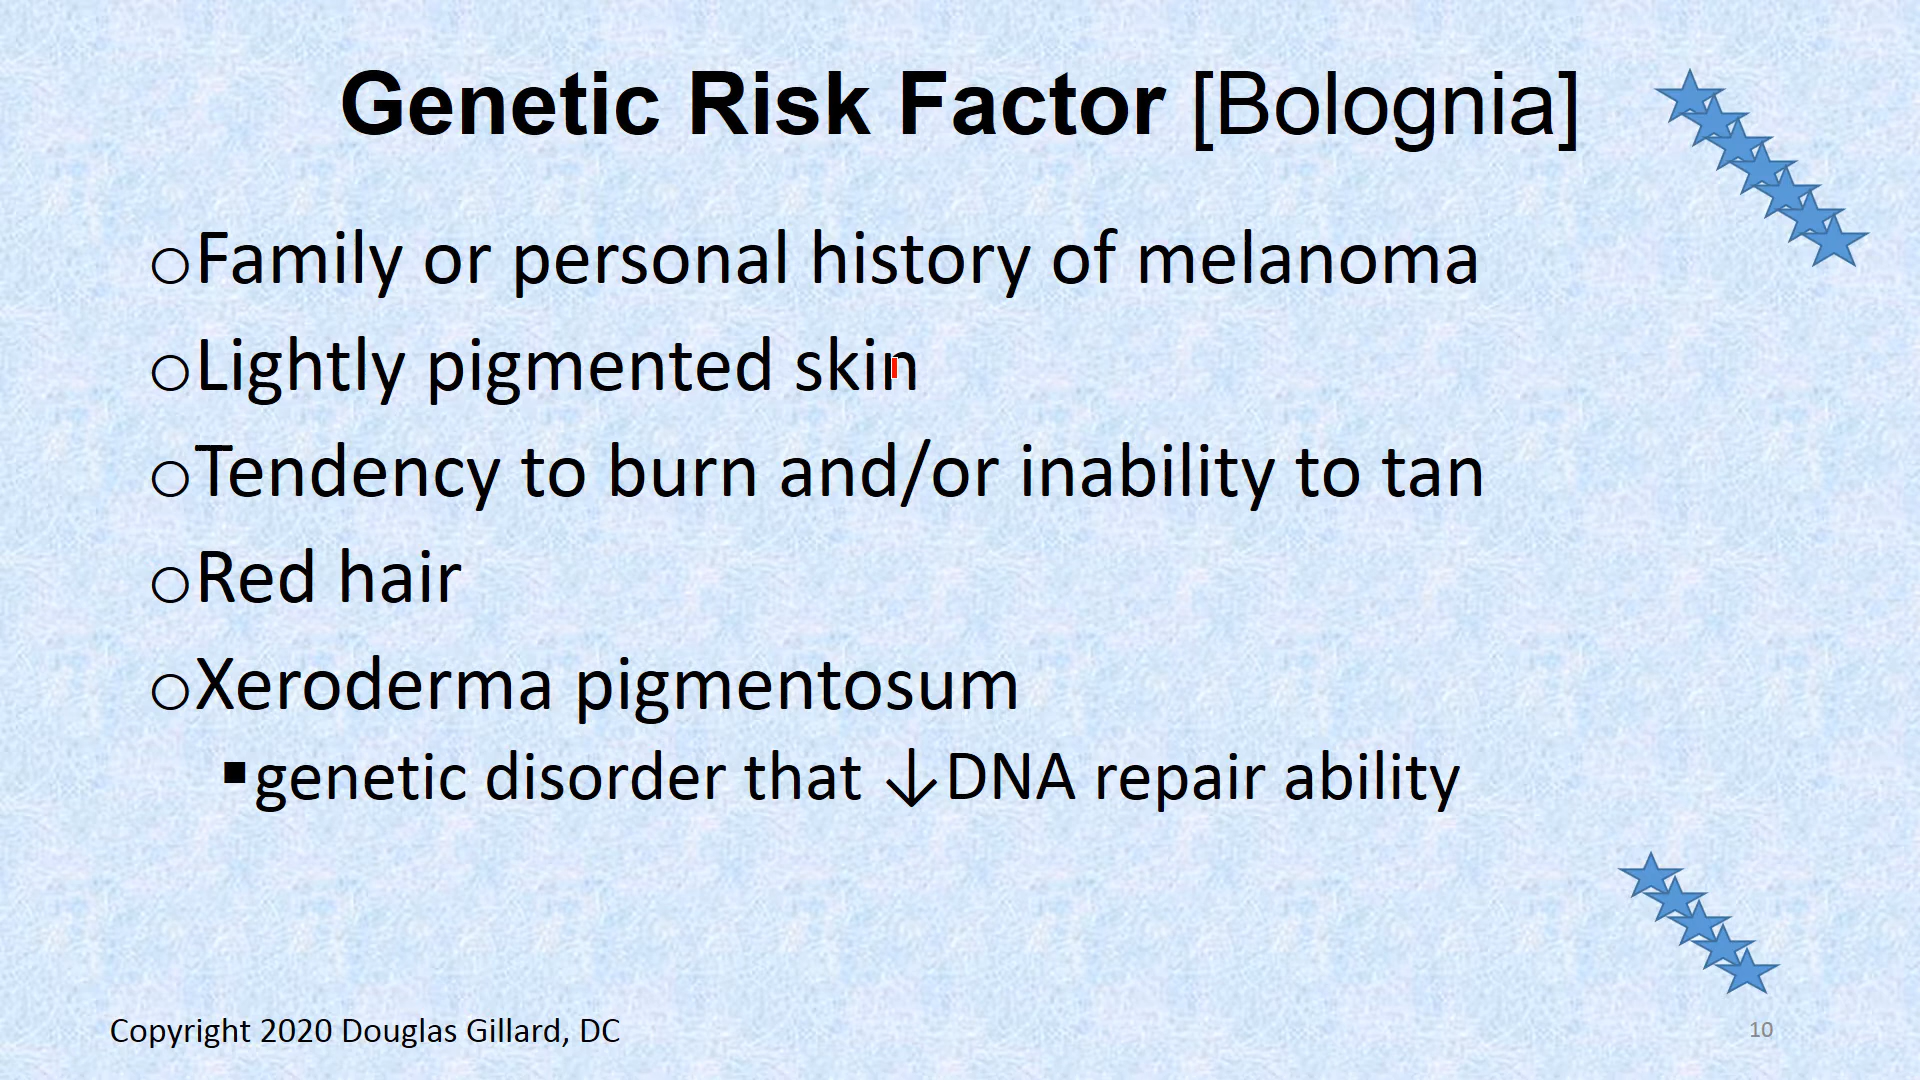 Genetic Risk Factor [Bolognia]
oFamily or personal history of melanoma
oLightly pigmented skin
oTendency to burn and/or inability to tan
oRed hair
oXeroderma pigmentosum
▪genetic disorder that ↓DNA repair ability
Copyright 2020 Douglas Gillard, DC
10